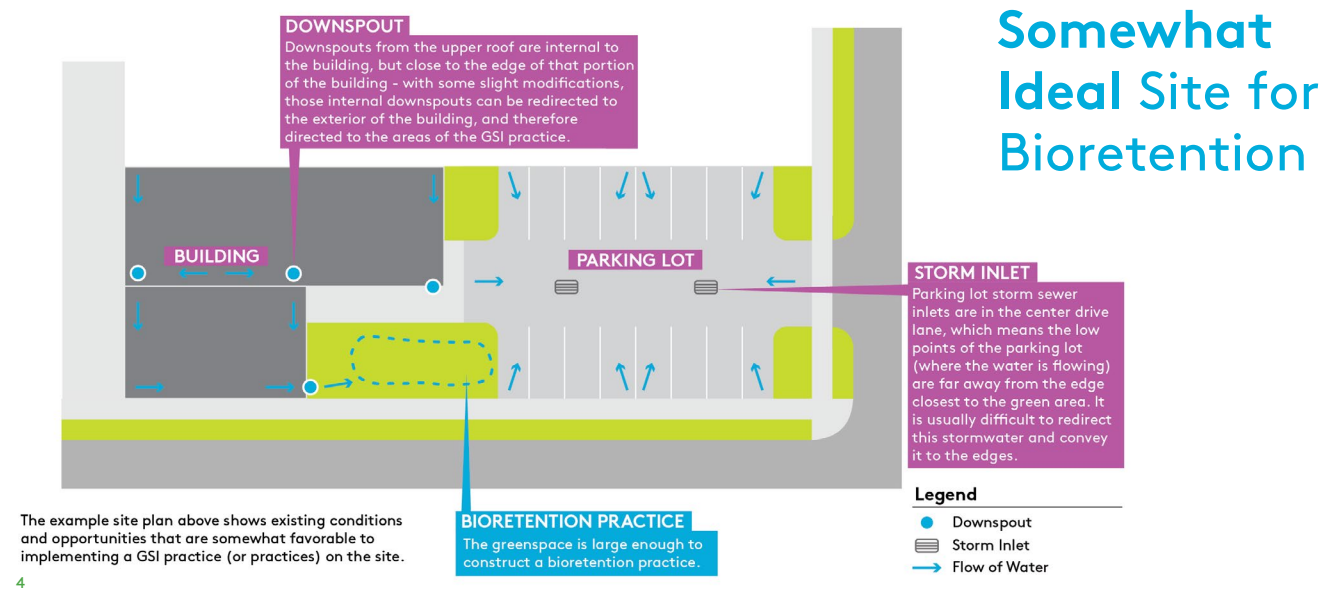 Somewhat
Ideal Site for
Bioretention
DOWNSPOUT
Downspouts from the upper roof are internal to
the building, but close to the edge of that portion
of the building - with some slight modifications,
those internal downspouts can be redirected to
the exterior of the building, and therefore
directed to the areas of the GSI practice.
BUILDING
PARKING LOT
STORM INLET
Parking lot storm sewer
inlets are in the center drive
lane, which means the low
points of the parking lot
(where the water is flowing)
are far away from the edge
closest to the green area. It
is usually difficult to redirect
this stormwater and convey
it to the edges.
BIORETENTION PRACTICE
The greenspace is large enough to
construct a bioretention practice.
Legend
Downspout
Storm Inlet
Flow of Water
The example site plan above shows existing conditions
and opportunities that are somewhat favorable to
implementing a GSI practice (or practices) on the site.
4